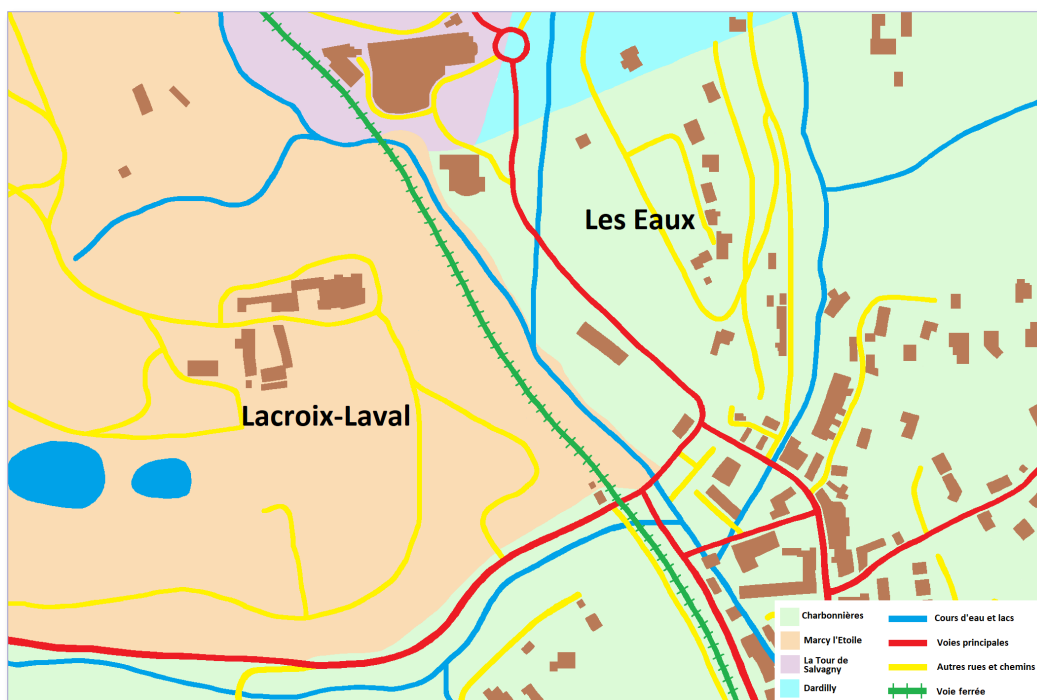 Les Eaux
Lacroix-Laval
Charbonnières
Marcy l'Etoile
La Tour de
Salvagny
Dardilly
Cours d'eau et lacs
Voies principales
Autres rues et chemins
Voie ferrée